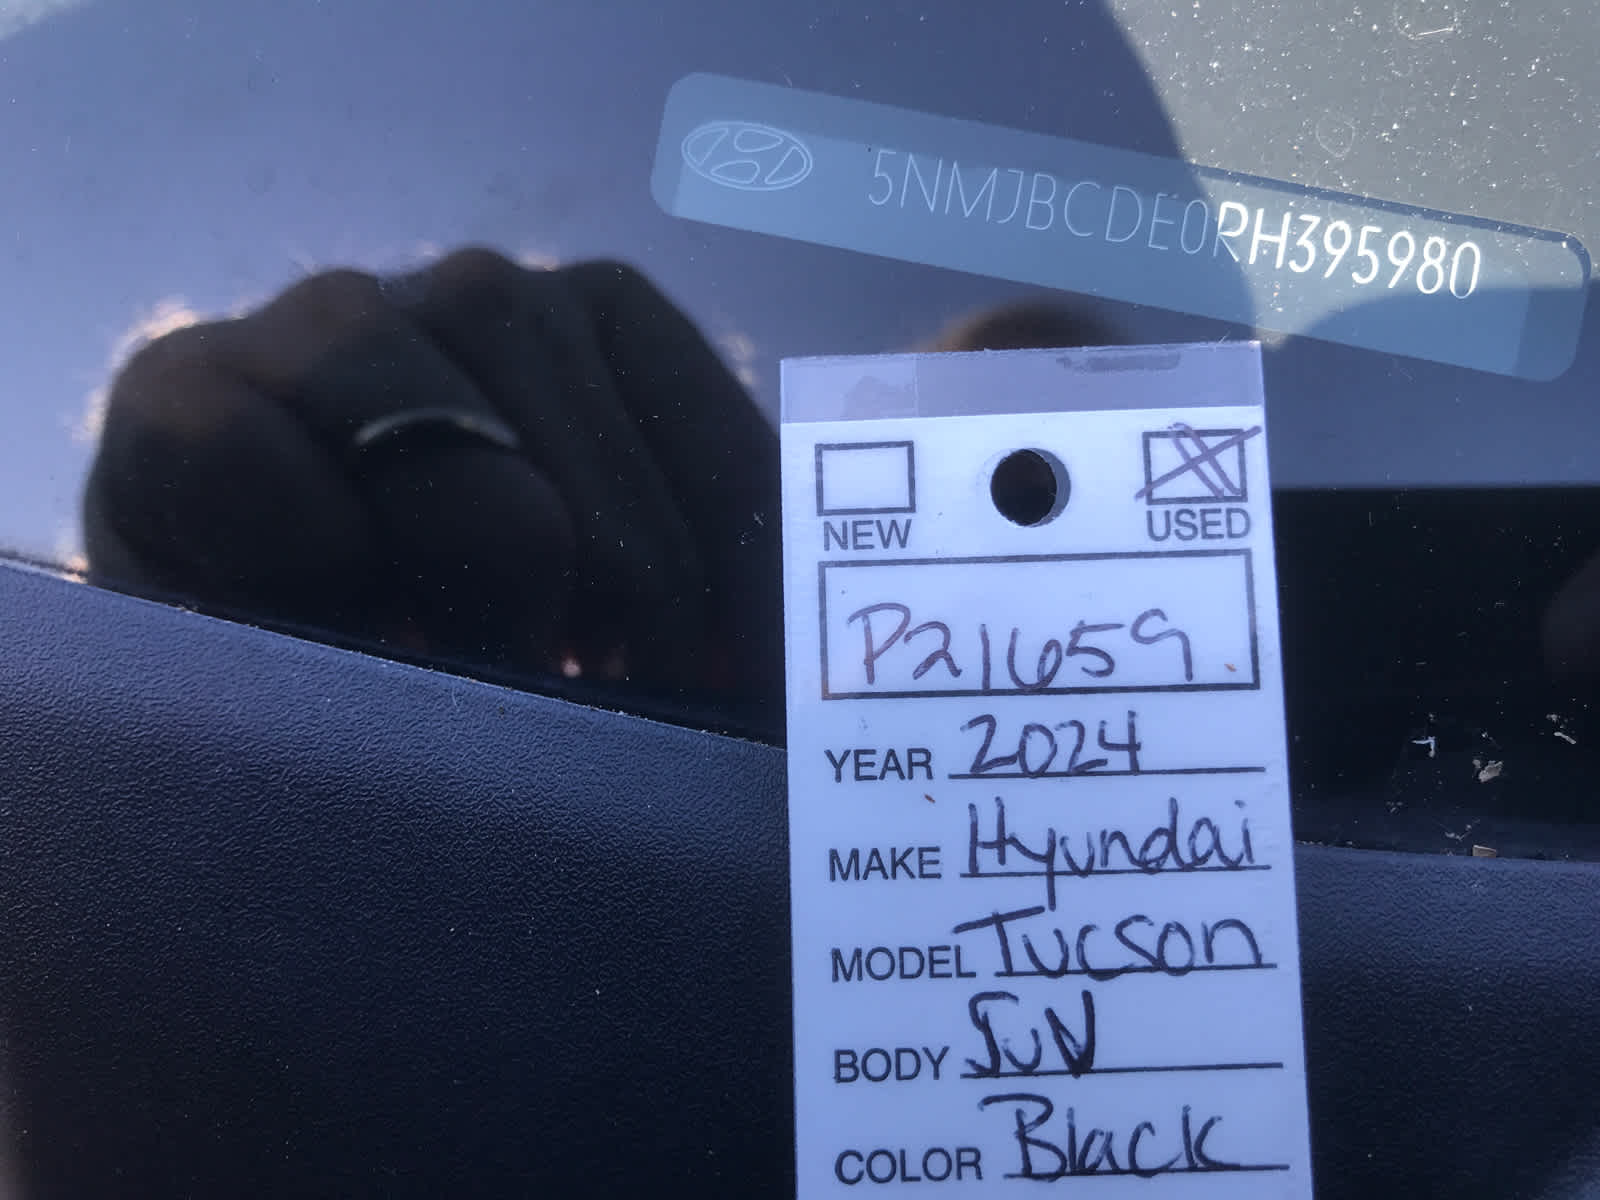 5NMJBCDE0RH395980
NEW USED
P21659
YEAR 2024
MAKE Hyundai
MODEL Tucson
BODY SUV
COLOR Black